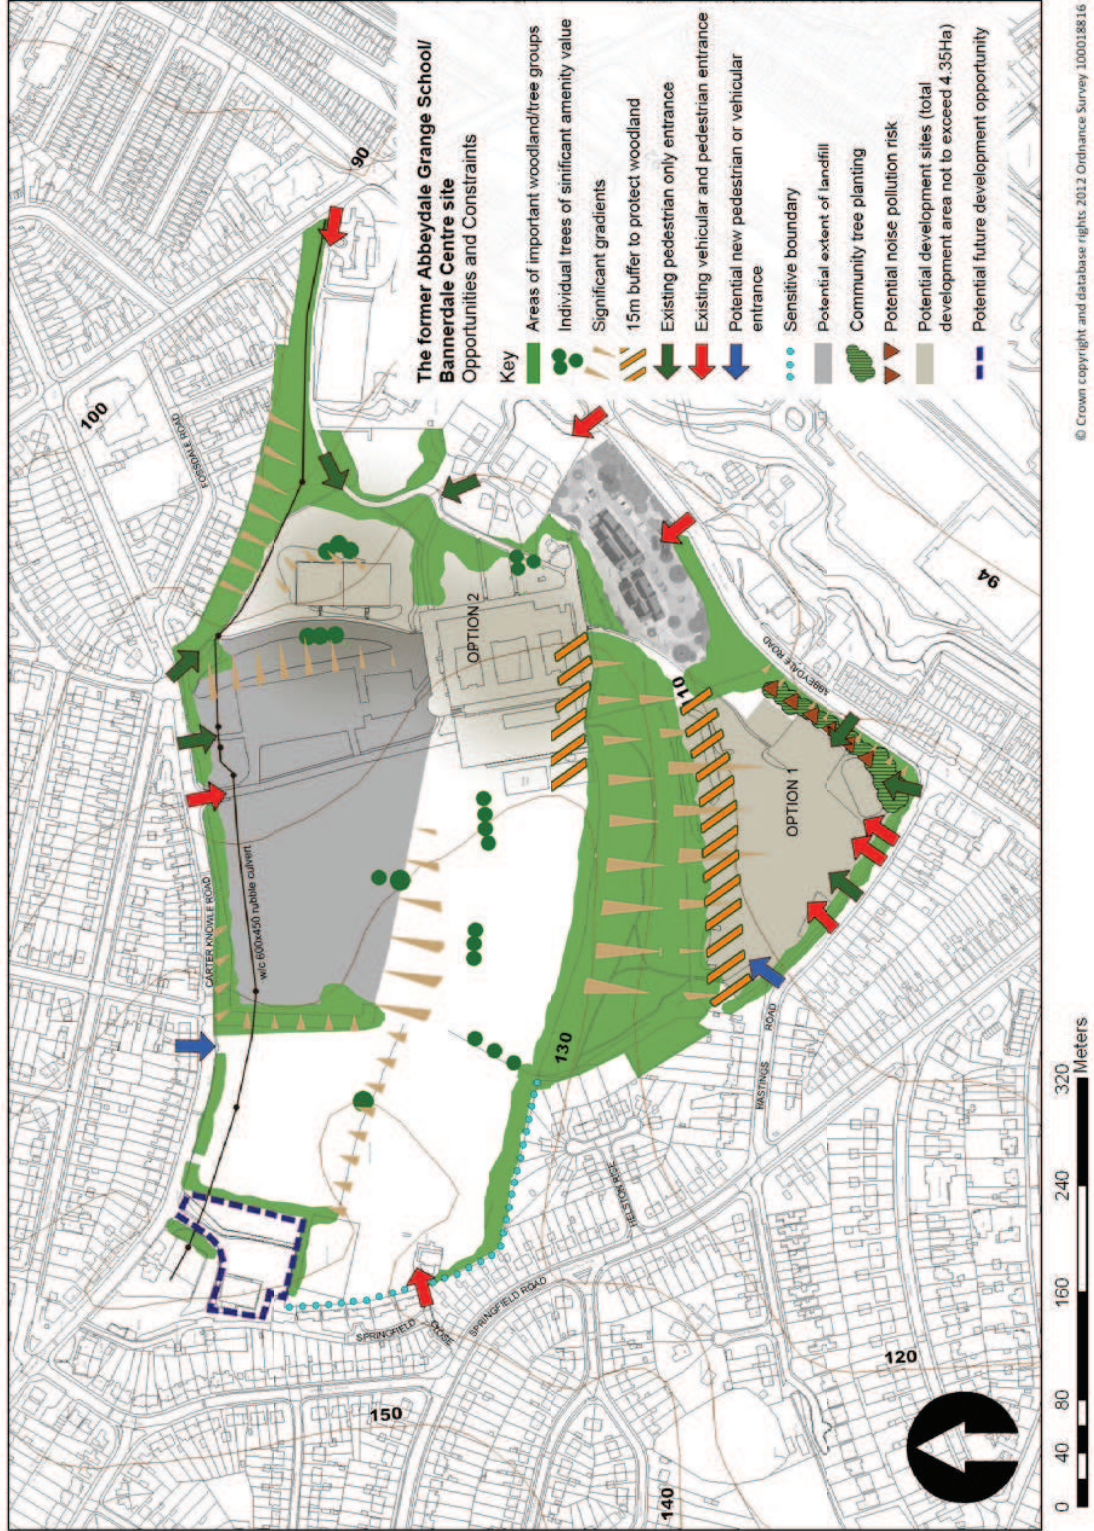 The former Abbeydale Grange School/
Bannerdale Centre site
Opportunities and Constraints
Key
Areas of important woodland/tree groups
Individual trees of sinificant amenity value
Significant gradients
15m buffer to protect woodland
Existing pedestrian only entrance
Existing vehicular and pedestrian entrance
Potential new pedestrian or vehicular
entrance
Sensitive boundary
Potential extent of landfill
Community tree planting
Potential noise pollution risk
Potential development sites (total
development area not to exceed 4.35Ha)
Potential future development opportunity
90
100
FOSSDALE ROAD
CARTER KNOWLE ROAD
w/c 600x450 rubble culvert
OPTION 2
OPTION 1
110
94
ABBEYDALE ROAD
130
HASTINGS
ROAD
HELSTON RISE
SPRINGFIELD
CLOSE
SPRINGFIELD ROAD
150
140
120
0 40 80 160 240 320
Meters
© Crown copyright and database rights 2012 Ordnance Survey 100018816